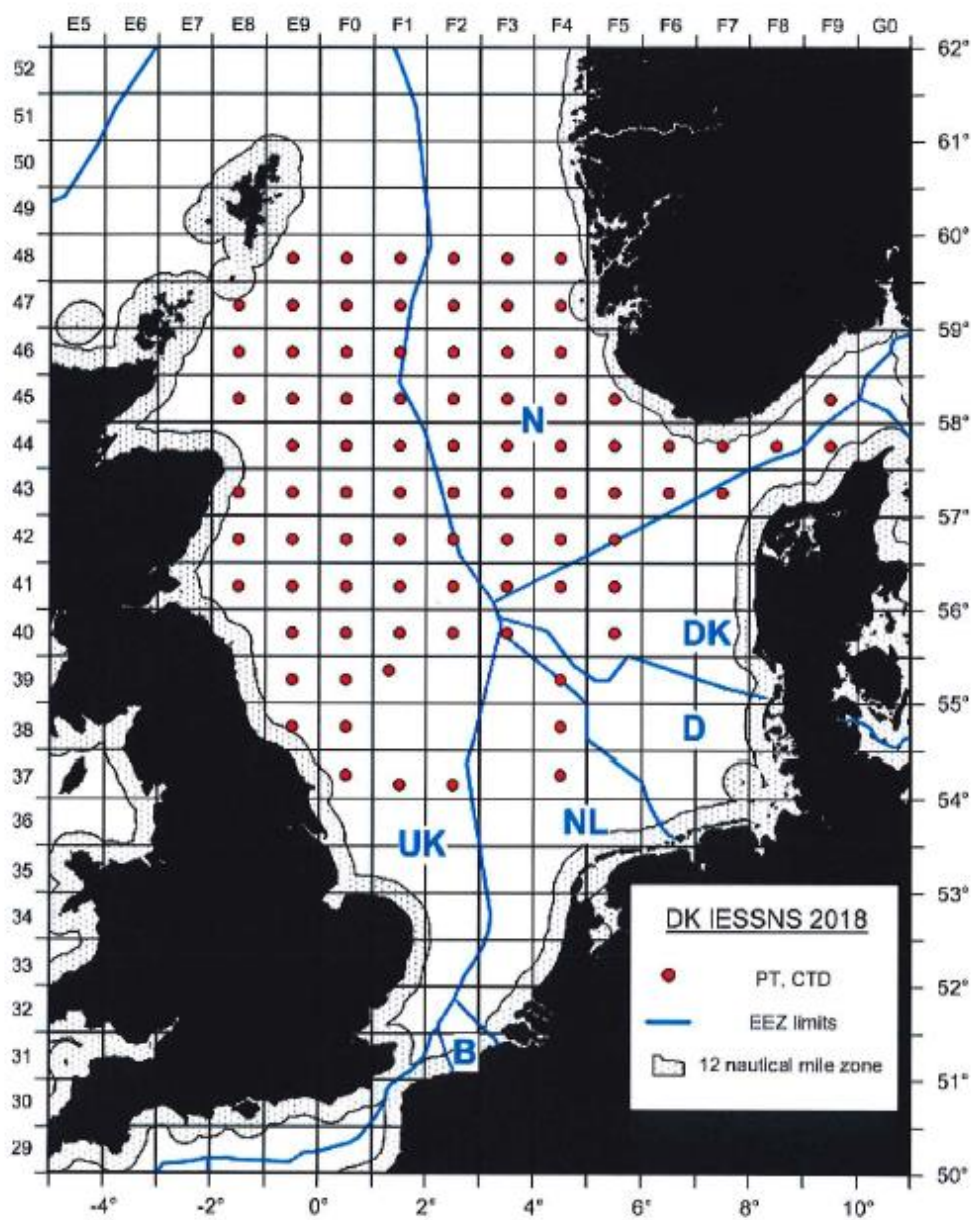 E5 E6 E7 E8 E9 F0 F1 F2 F3 F4 F5 F6 F7 F8 F9 G0
52 62°
51
50 61°
49
48 60°
47
46 59°
45
N
44 58°
43
42 57°
41
40 56°
DK
39
38 55°
D
37
36 54°
NL
UK
35
34 53°
DK IESSNS 2018
33
PT, CTD
32 52°
EEZ limits
31
B
12 nautical mile zone
30 51°
29
50°
-4° -2° 0° 2° 4° 6° 8° 10°